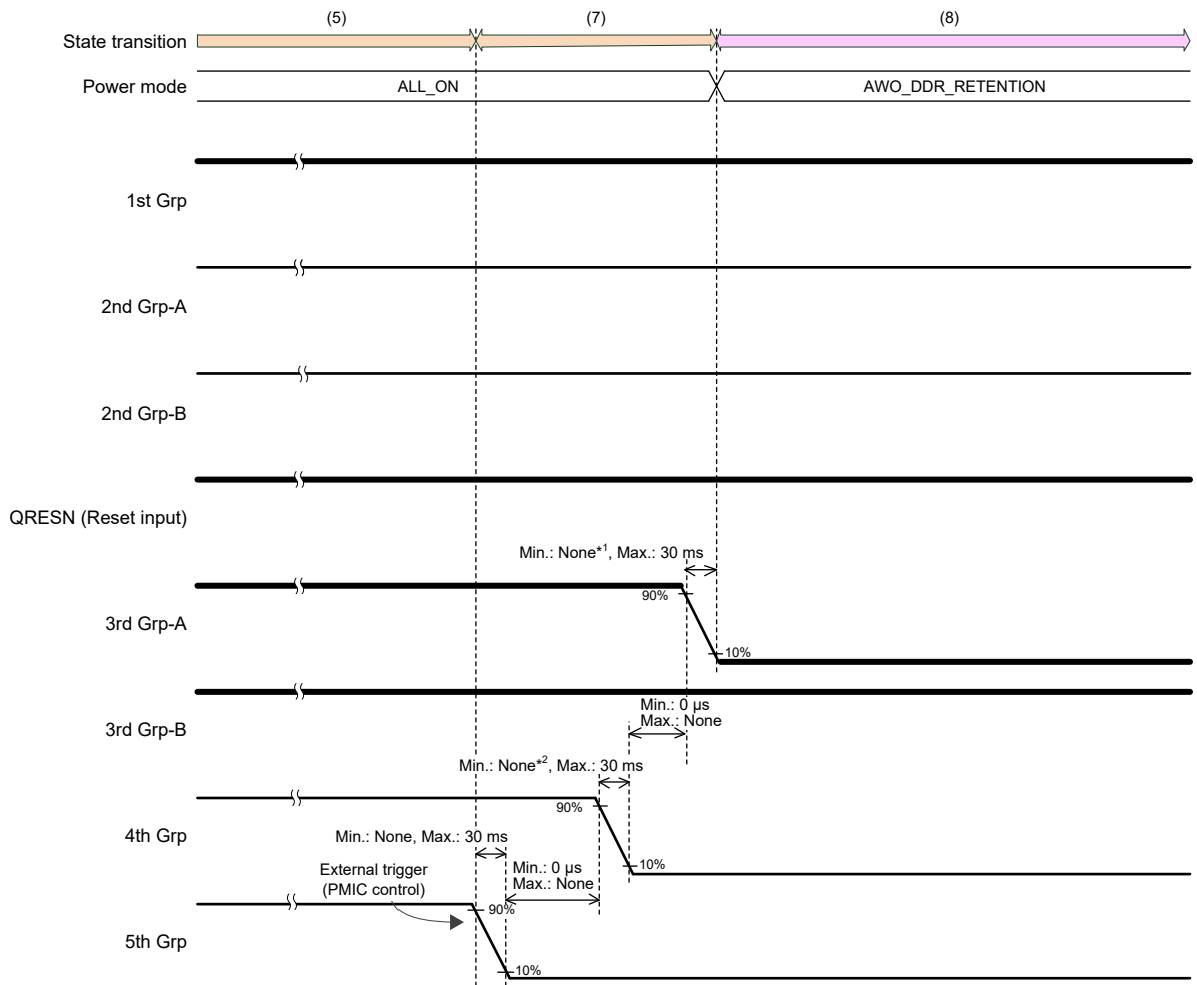 (5) (7) (8)
State transition
Power mode ALL_ON AWO_DDR_RETENTION
1st Grp
2nd Grp-A
2nd Grp-B
QRESN (Reset input)
Min.: None*1, Max.: 30 ms
90%
3rd Grp-A
10%
Min.: 0 µs
Max.: None
3rd Grp-B
Min.: None*2, Max.: 30 ms
90%
4th Grp
Min.: None, Max.: 30 ms
10%
Min.: 0 µs
Max.: None
External trigger
(PMIC control)
90%
5th Grp
10%